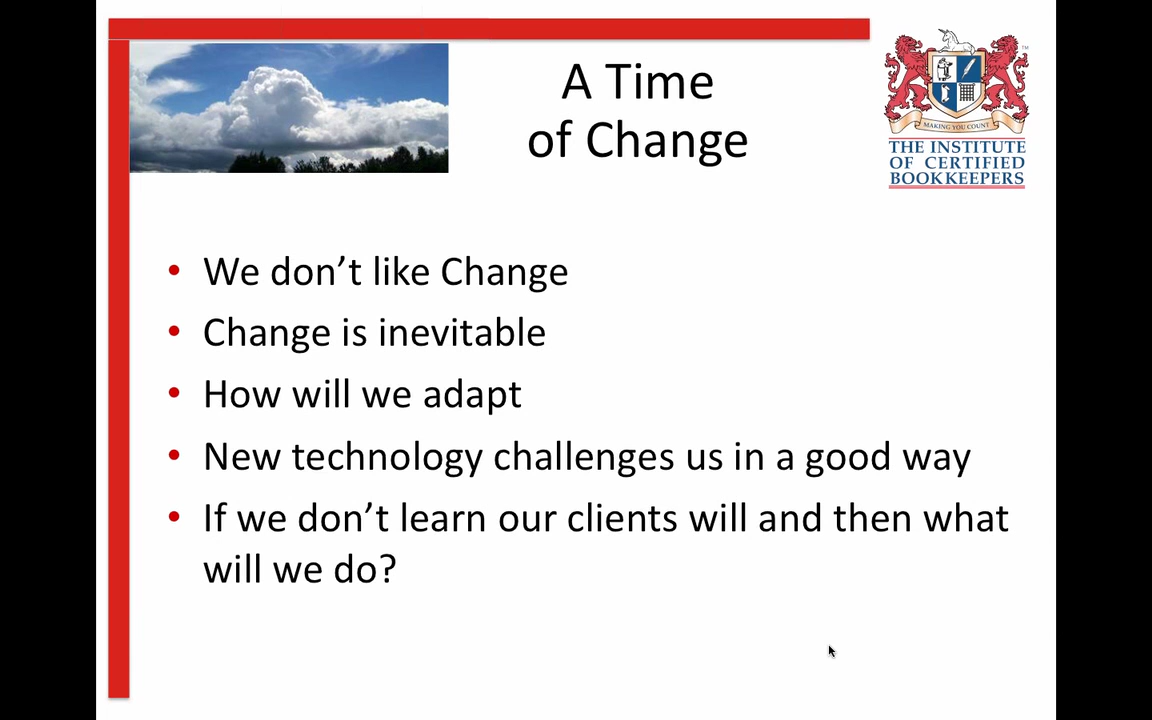 A Time
of Change
MAKING YOU COUNT
TM
THE INSTITUTE
OF CERTIFIED
BOOKKEEPERS
• We don’t like Change
• Change is inevitable
• How will we adapt
• New technology challenges us in a good way
• If we don’t learn our clients will and then what
will we do?